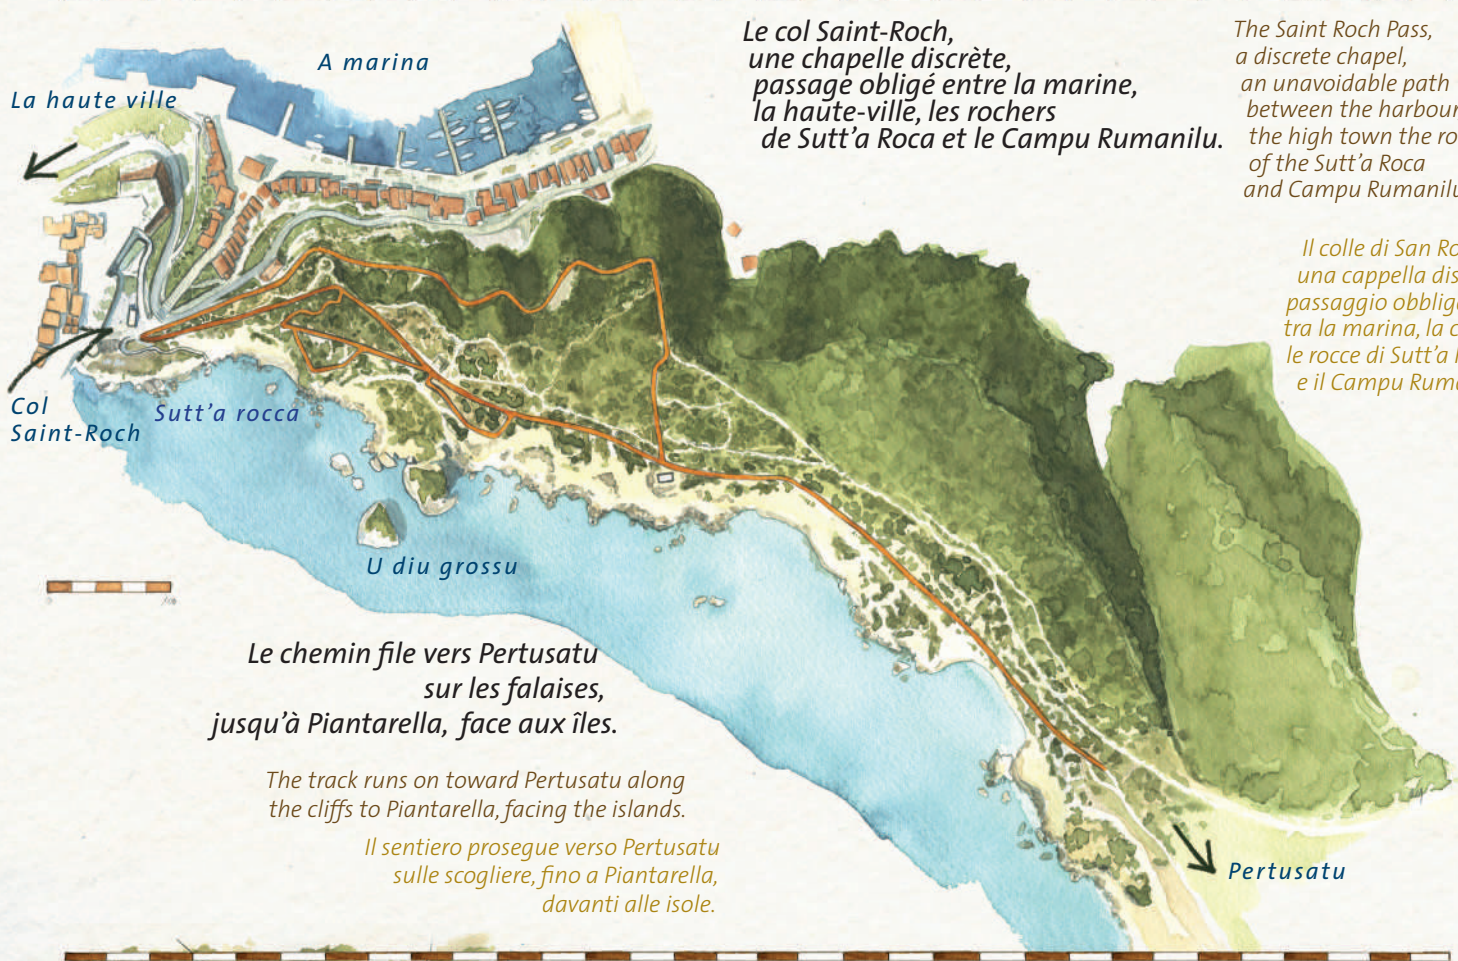 A marina
La haute ville
Le col Saint-Roch,
une chapelle discrète,
passage obligé entre la marine,
la haute-ville, les rochers
de Sutt'a Roca et le Campu Rumanilu.
The Saint Roch Pass,
a discrete chapel,
an unavoidable path
between the harbour
the high town the
of the Sutt'a Roca
and Campu Rumanilu
Il colle di San
una cappella
passaggio
tra la marina, la
le rocce di Sutt'a
e il Campu
Col
Saint-Roch
Sutt'a rocca
U diu grossu
Le chemin file vers Pertusatu
sur les falaises,
jusqu'à Piantarella, face aux îles.
The track runs on toward Pertusatu along
the cliffs to Piantarella, facing the islands.
Il sentiero prosegue verso Pertusatu
sulle scogliere, fino a Piantarella,
davanti alle isole.
Pertusatu